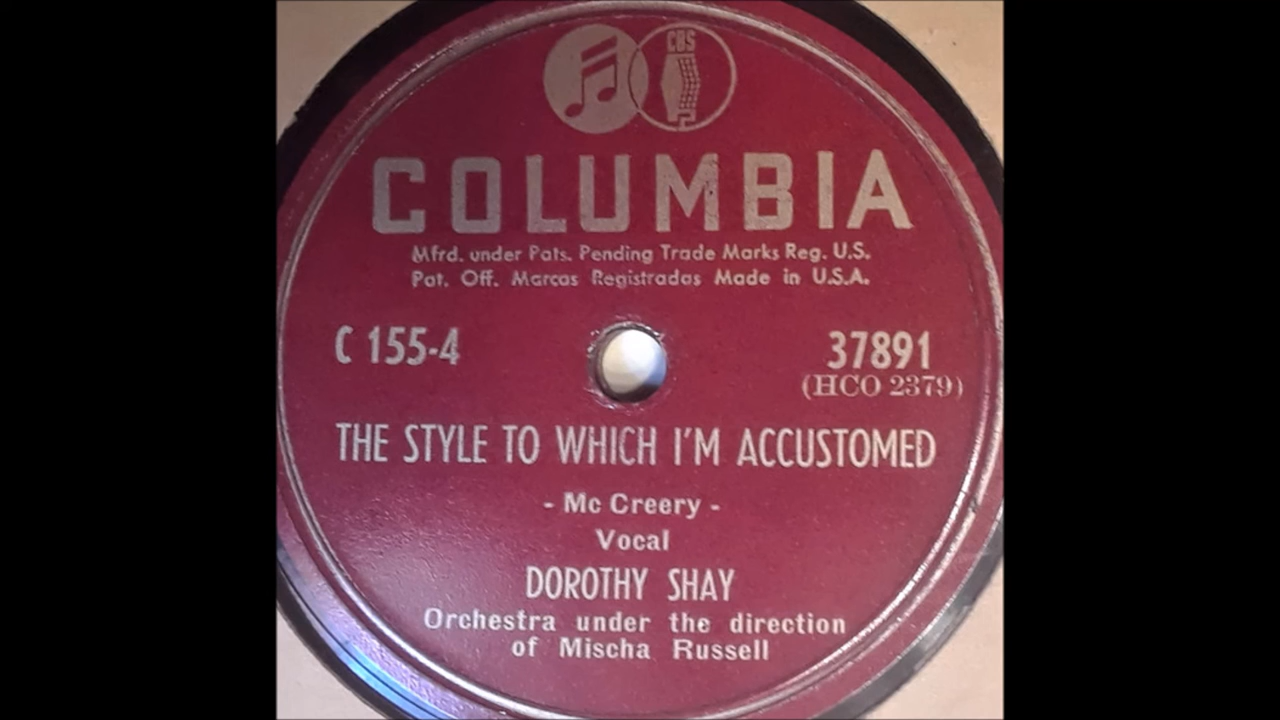 CBS
COLUMBIA
Mfrd. under Pats. Pending Trade Marks Reg. U.S.
Pat. Off. Marcas Registradas Made in U.S.A.
C 155-4
37891
(HCO 2379)
THE STYLE TO WHICH I'M ACCUSTOMED
- Mc Creery -
Vocal
DOROTHY SHAY
Orchestra under the direction
of Mischa Russell